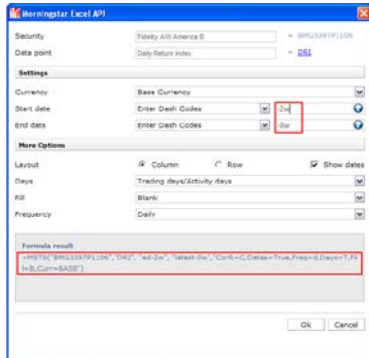 Morningstar Excel API
Security Fidelity AW America B = BMG3397P1106
Data point Daily Return Index = DRI
Settings
Currency Base Currency
Start date Enter Dash Codes -2w
End date Enter Dash Codes -0w
More Options
Layout Column Row Show dates
Days Trading days/Activity days
Fill Blank
Frequency Daily
Formula result
=MSTS("BMG3397P1106","DRI", "ed-2w", "latest-0w","CorR=C,Dates=True,Freq=d,Days=T,Fil
l=B,Curr=BASE")
Ok Cancel